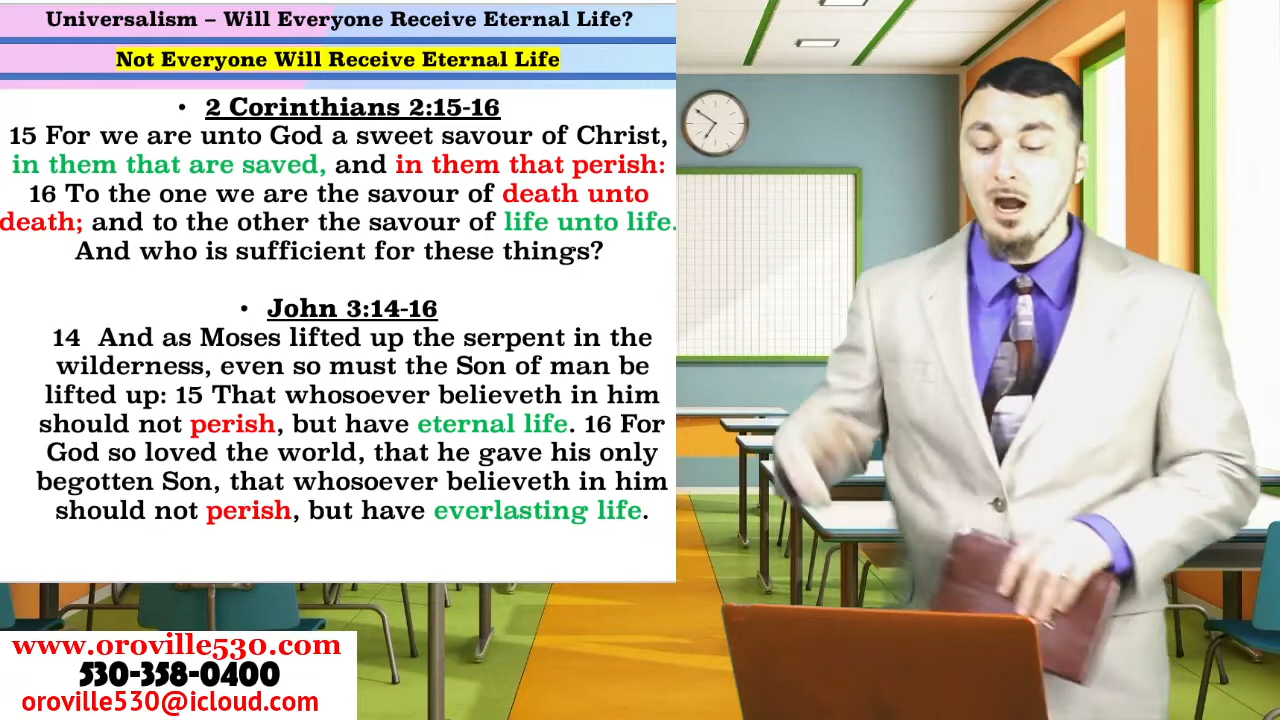 Universalism – Will Everyone Receive Eternal Life?
Not Everyone Will Receive Eternal Life
• 2 Corinthians 2:15-16
15 For we are unto God a sweet savour of Christ,
in them that are saved, and in them that perish:
16 To the one we are the savour of death unto
death; and to the other the savour of life unto life.
And who is sufficient for these things?
• John 3:14-16
14 And as Moses lifted up the serpent in the
wilderness, even so must the Son of man be
lifted up: 15 That whosoever believeth in him
should not perish, but have eternal life. 16 For
God so loved the world, that he gave his only
begotten Son, that whosoever believeth in him
should not perish, but have everlasting life.
www.oroville530.com
530-358-0400
oroville530@icloud.com